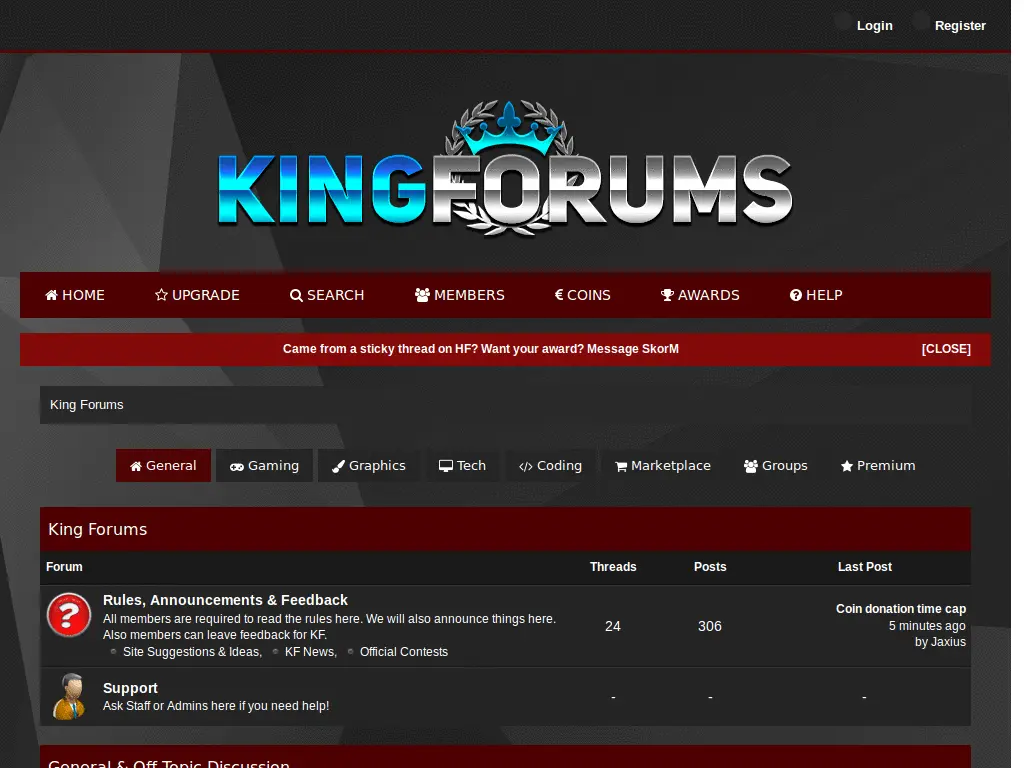 Login Register
KINGFORUMS
HOME UPGRADE SEARCH MEMBERS COINS AWARDS HELP
Came from a sticky thread on HF? Want your award? Message SkorM [CLOSE]
King Forums
General Gaming Graphics Tech Coding Marketplace Groups Premium
King Forums
Forum Threads Posts Last Post
Rules, Announcements & Feedback
All members are required to read the rules here. We will also announce things here.
Also members can leave feedback for KF.
Site Suggestions & Ideas, KF News, Official Contests
24 306
Coin donation time cap
5 minutes ago
by Jaxius
Support
Ask Staff or Admins here if you need help!
- - -
General & Off Topic Discussion